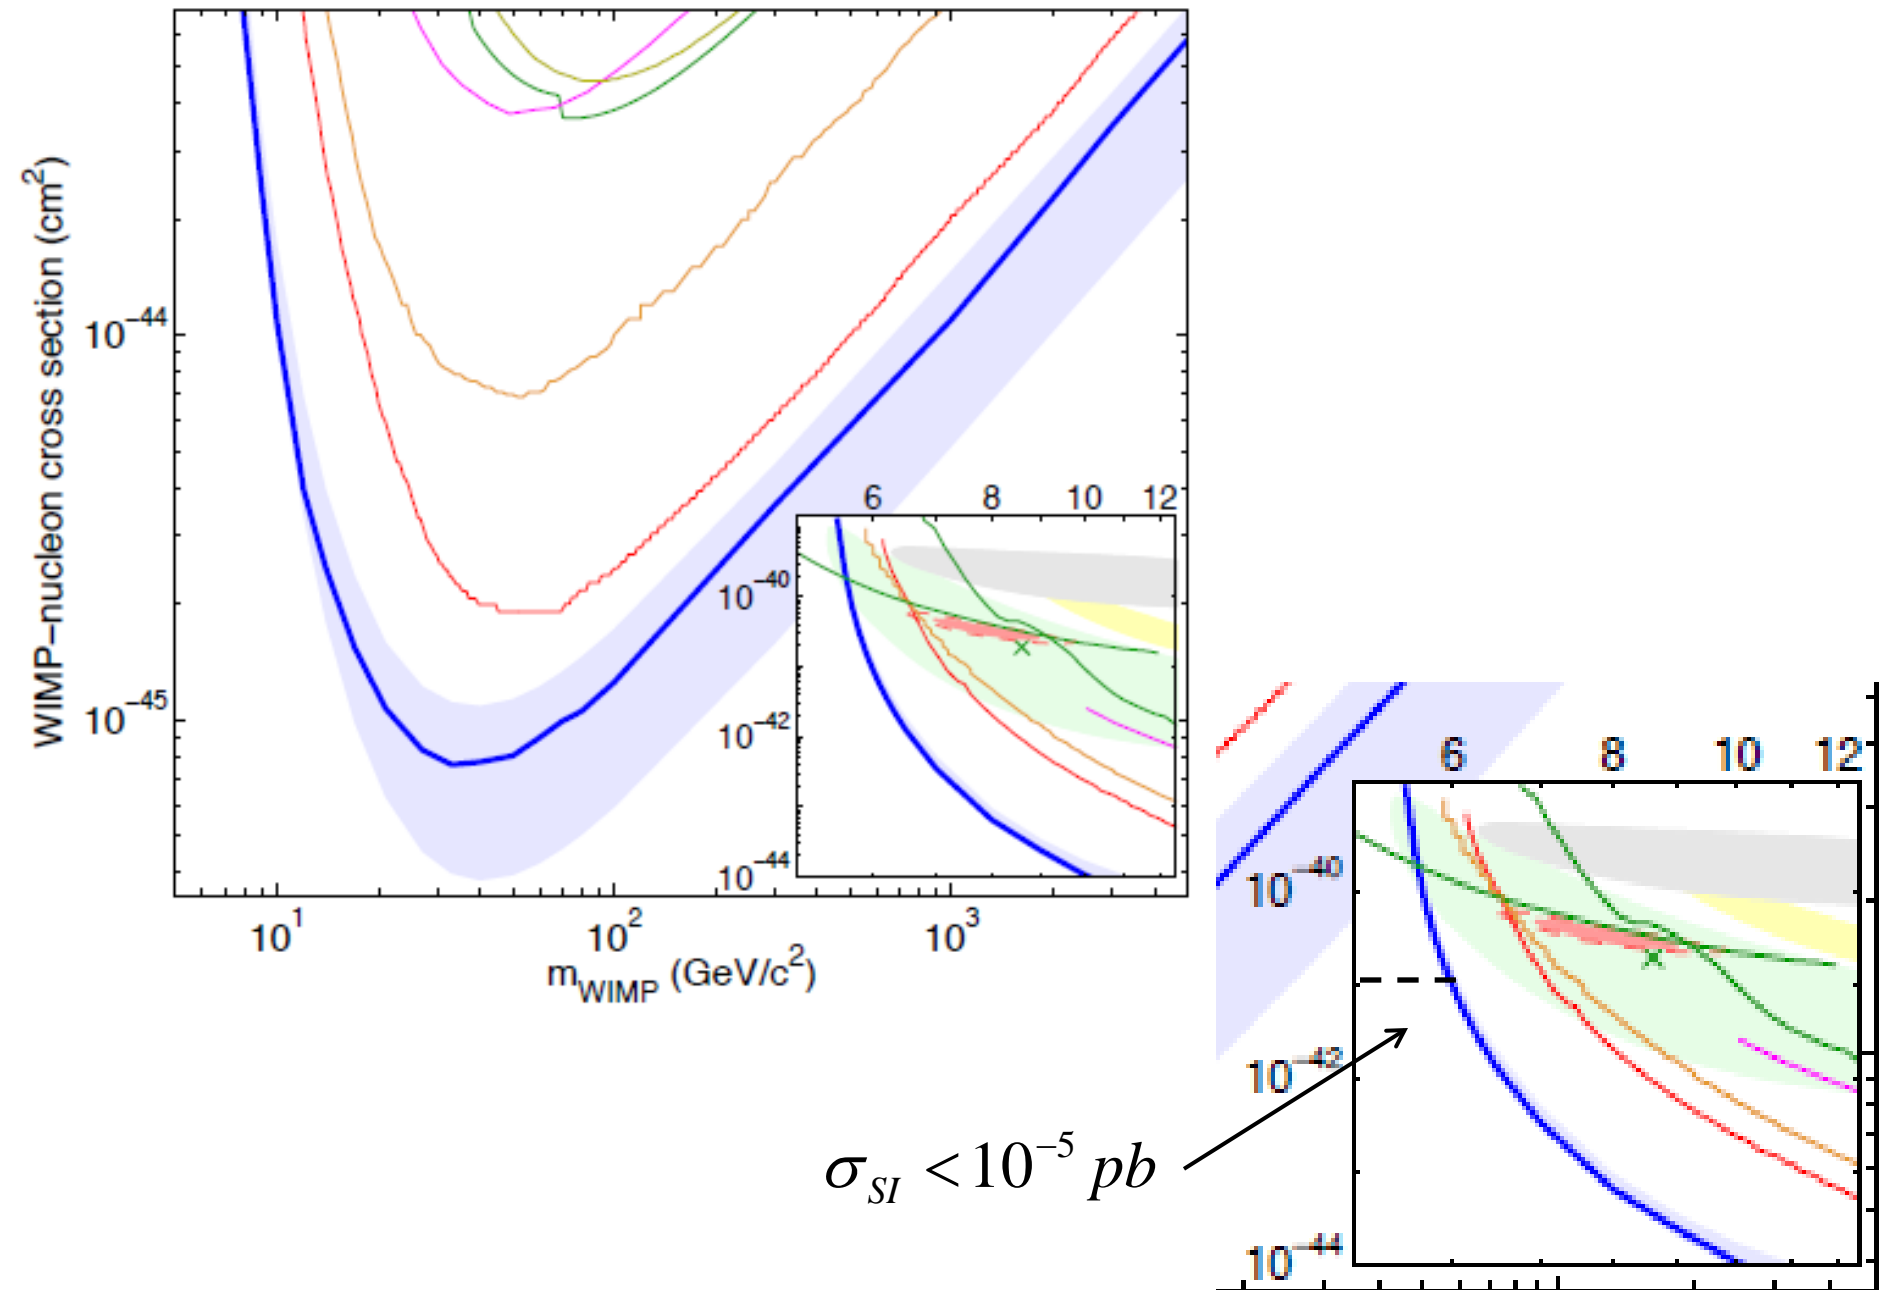 WIMP−nucleon cross section (cm²)
10⁻⁴⁴
10⁻⁴⁵
10¹ 10² 10³
m_WIMP (GeV/c²)
6 8 10 12
10⁻⁴⁰
10⁻⁴²
10⁻⁴⁴
6 8 10 12
10⁻⁴⁰
10⁻⁴²
10⁻⁴⁴
σ_SI < 10⁻⁵ pb